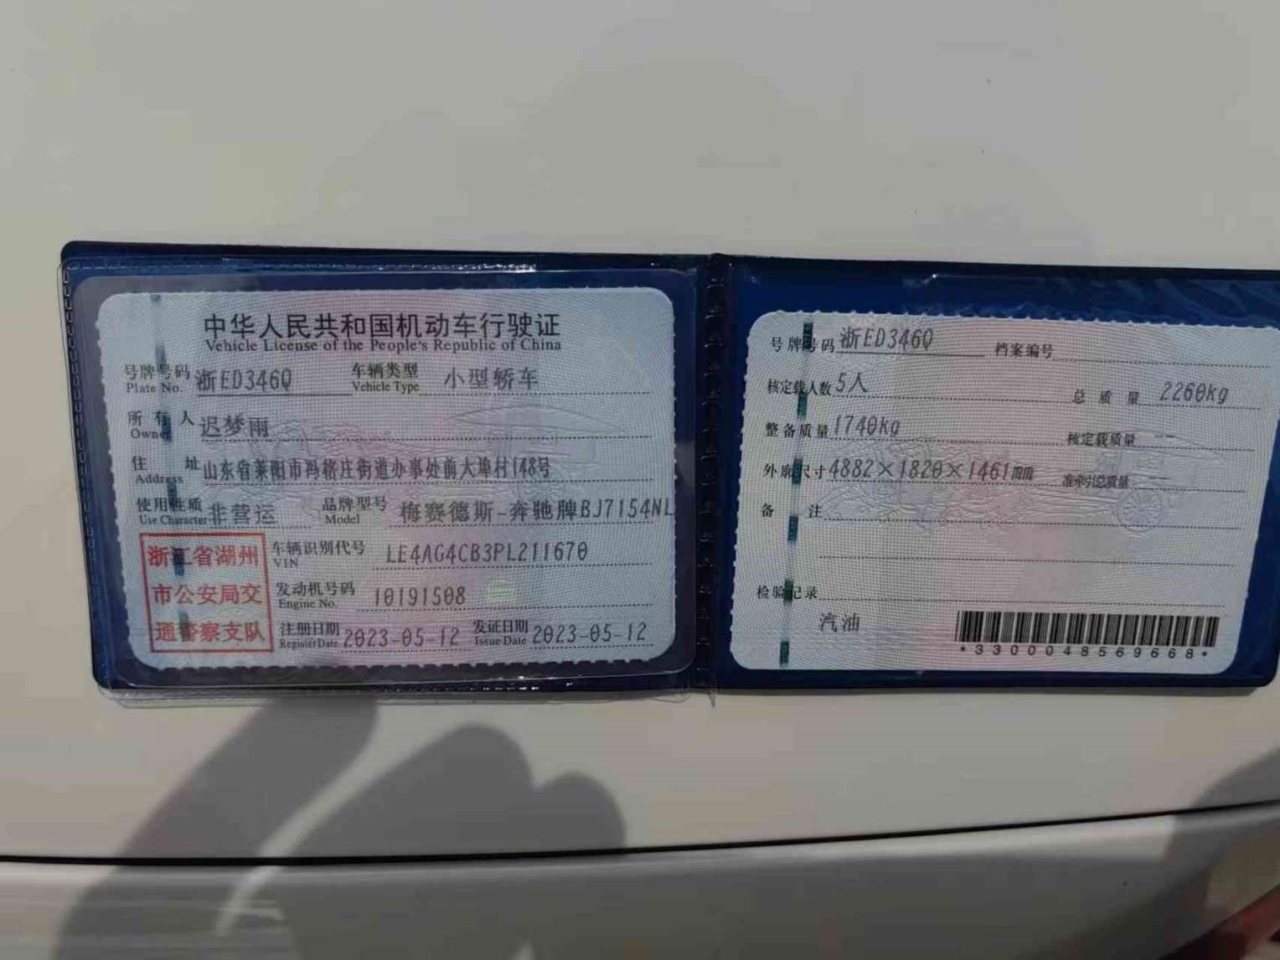 中华人民共和国机动车行驶证
Vehicle License of the People's Republic of China
号牌号码 浙ED346Q 车辆类型 小型轿车
Plate No. Vehicle Type
所有人 迟梦雨
Owner
住址 山东省莱阳市冯格庄街道办事处前大埠村148号
Address
使用性质 非营运 品牌型号 梅赛德斯-奔驰牌BJ7154NL
Use Character Model
浙江省湖州
市公安局交
通警察支队
车辆识别代号 LE4AG4CB3PL211670
VIN
发动机号码 10191508
Engine No.
注册日期 2023-05-12 发证日期 2023-05-12
Register Date Issue Date
号牌号码 浙ED346Q 档案编号
核定载人数 5人 总质量 2260kg
整备质量 1740kg 核定载质量 --
外廓尺寸 4882×1820×1461mm 准牵引总质量 --
备注
检验记录
汽油
*3300048569668*